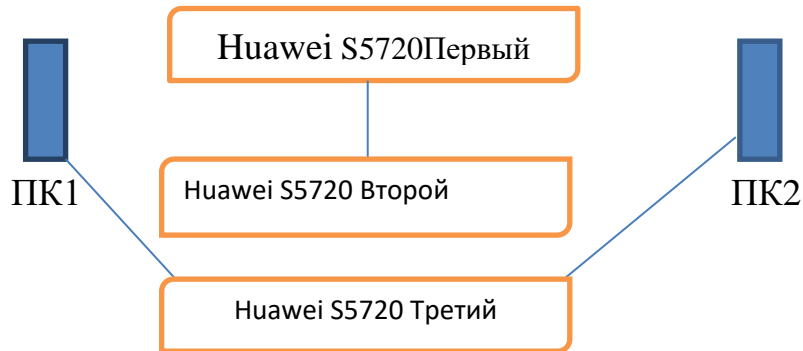 Huawei S5720Первый
ПК1
Huawei S5720 Второй
ПК2
Huawei S5720 Третий